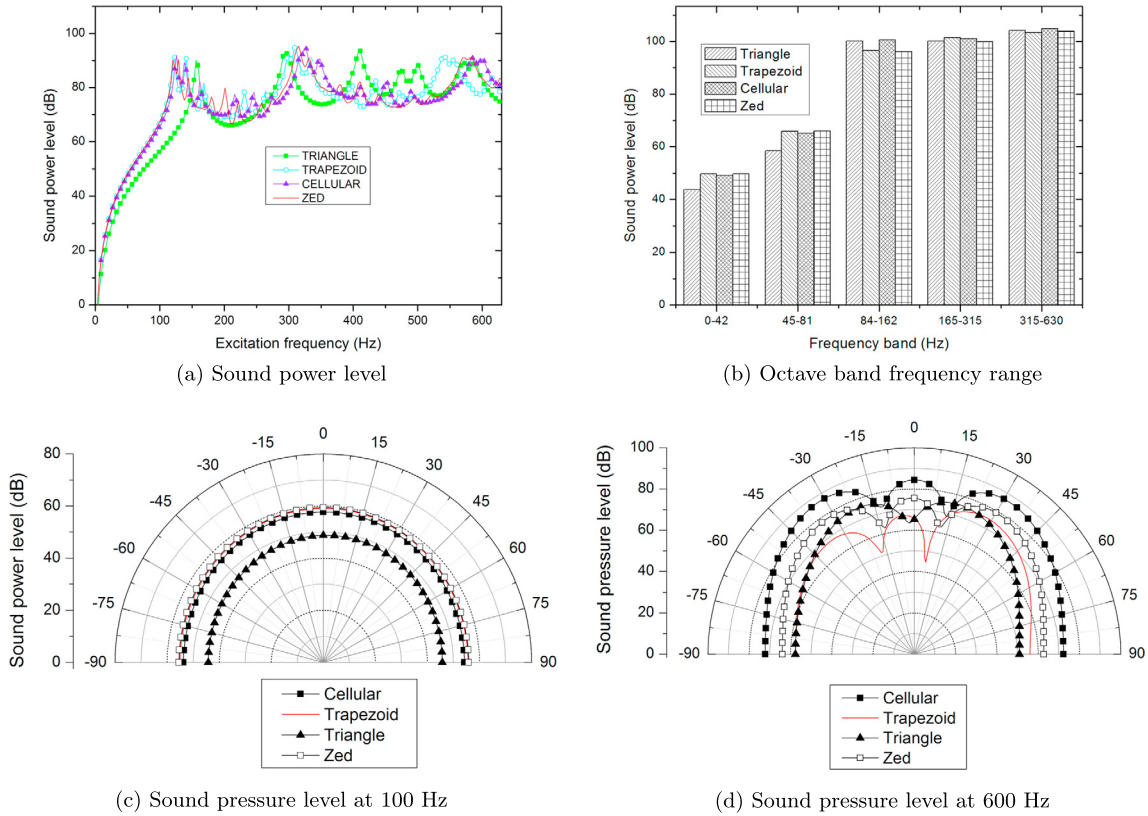 Sound power level (dB)
100
80
60
40
20
0
TRIANGLE
TRAPEZOID
CELLULAR
ZED
0 100 200 300 400 500 600
Excitation frequency (Hz)
(a) Sound power level
Sound power level (dB)
100
80
60
40
20
0
Triangle
Trapezoid
Cellular
Zed
0-42 45-81 84-162 165-315 315-630
Frequency band (Hz)
(b) Octave band frequency range
Sound power level (dB)
80
60
40
20
0
-90 -75 -60 -45 -30 -15 0 15 30 45 60 75 90
Cellular
Trapezoid
Triangle
Zed
(c) Sound pressure level at 100 Hz
Sound pressure level (dB)
100
80
60
40
20
0
-90 -75 -60 -45 -30 -15 0 15 30 45 60 75 90
Cellular
Trapezoid
Triangle
Zed
(d) Sound pressure level at 600 Hz